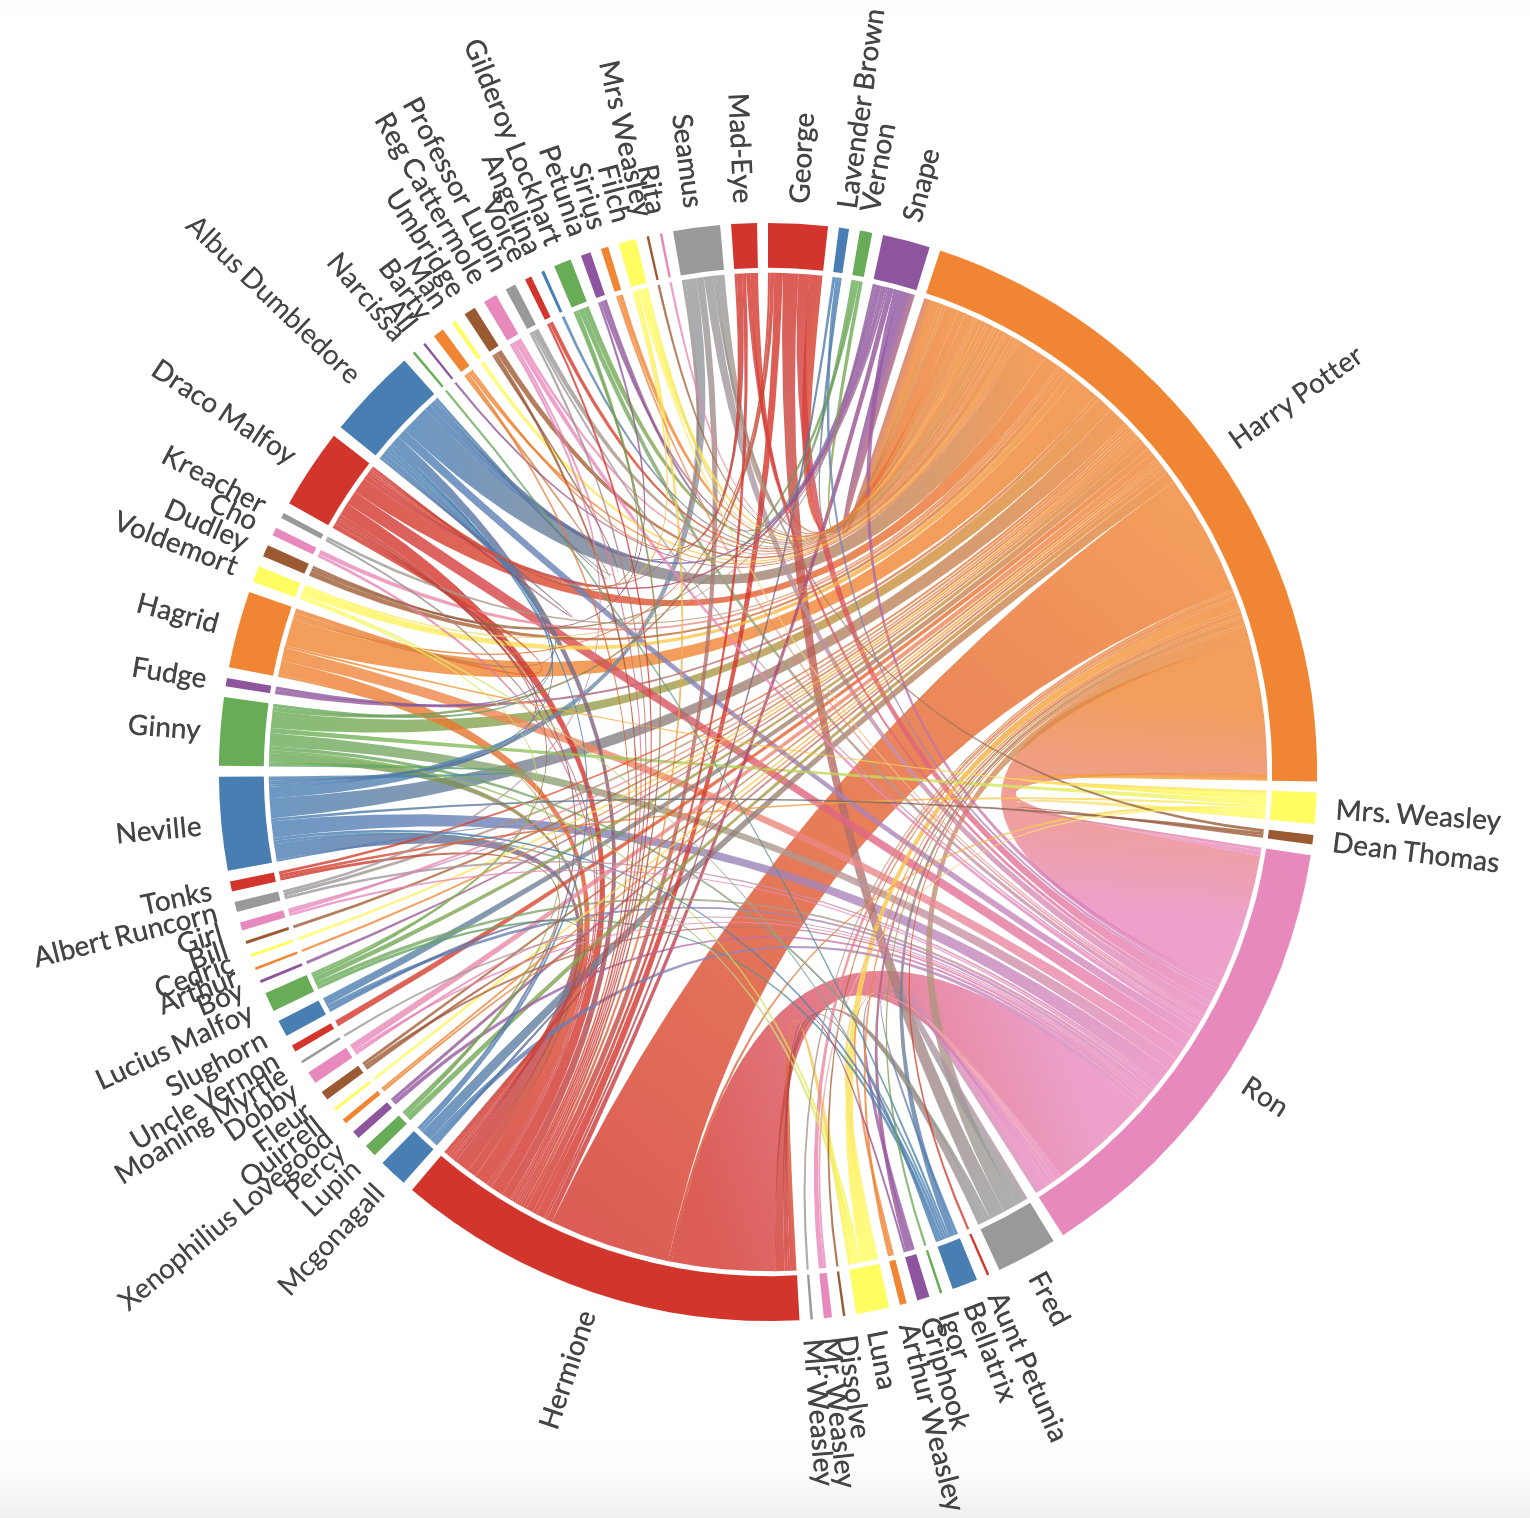 Harry Potter
Mrs. Weasley
Dean Thomas
Ron
Fred
Aunt Petunia
Bellatrix
Igor
Griphook
Arthur Weasley
Luna
Dissolve
Mr. Weasley
Mr Weasley
Hermione
Mcgonagall
Lupin
Percy
Xenophilius Lovegood
Quirrell
Fleur
Dobby
Moaning Myrtle
Uncle Vernon
Slughorn
Lucius Malfoy
Boy
Arthur
Cedric
Bill
Girl
Albert Runcorn
Tonks
Neville
Ginny
Fudge
Hagrid
Voldemort
Dudley
Cho
Kreacher
Draco Malfoy
Albus Dumbledore
Narcissa
All
Barty
Man
Umbridge
Reg Cattermole
Professor Lupin
Voice
Angelina
Gilderoy Lockhart
Petunia
Sirius
Filch
Mrs Weasley
Rita
Seamus
Mad-Eye
George
Lavender Brown
Vernon
Snape